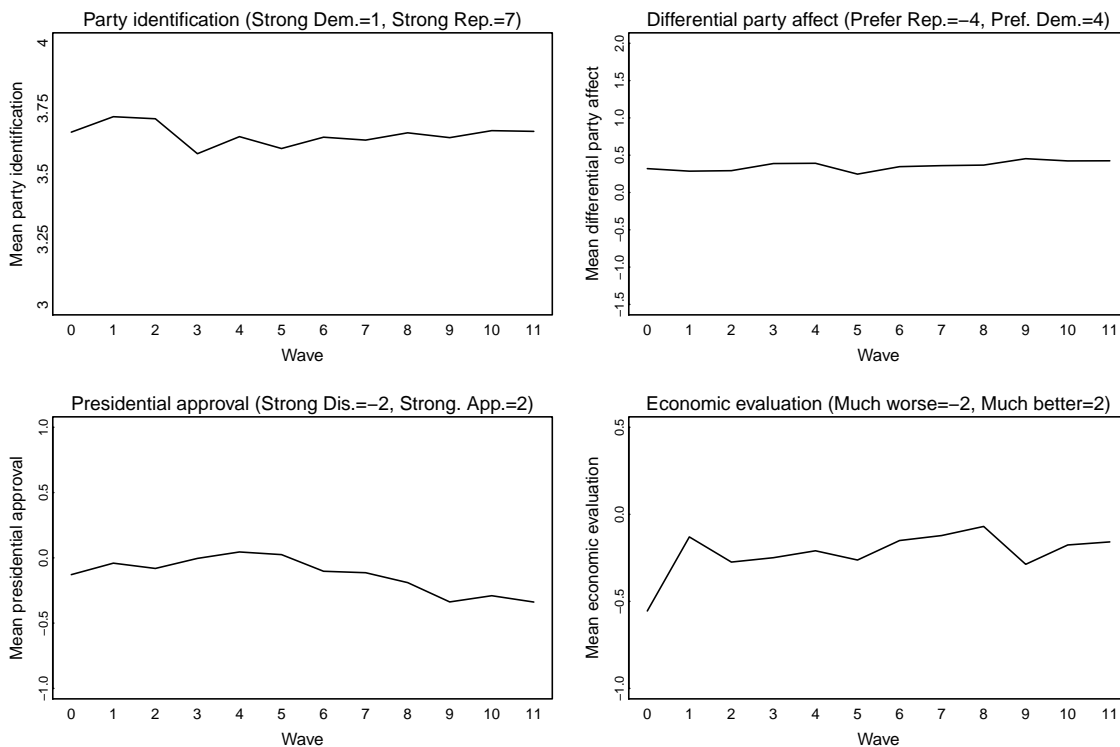 Party identification (Strong Dem.=1, Strong Rep.=7)
Mean party identification
4
3.75
3.5
3.25
3
0 1 2 3 4 5 6 7 8 9 10 11
Wave
Differential party affect (Prefer Rep.=−4, Pref. Dem.=4)
Mean differential party affect
2.0
1.5
1.0
0.5
0.0
−0.5
−1.0
−1.5
0 1 2 3 4 5 6 7 8 9 10 11
Wave
Presidential approval (Strong Dis.=−2, Strong. App.=2)
Mean presidential approval
1.0
0.5
0.0
−0.5
−1.0
0 1 2 3 4 5 6 7 8 9 10 11
Wave
Economic evaluation (Much worse=−2, Much better=2)
Mean economic evaluation
0.5
0.0
−0.5
−1.0
0 1 2 3 4 5 6 7 8 9 10 11
Wave